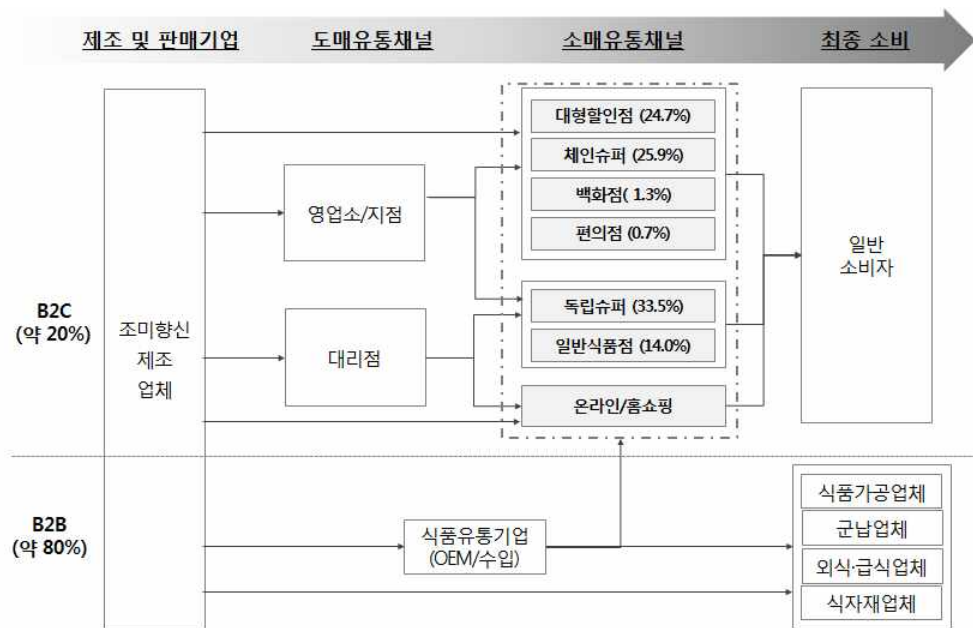 제조 및 판매기업
도매유통채널
소매유통채널
최종 소비
B2C
(약 20%)
조미향신
제조
업체
영업소/지점
대리점
대형할인점 (24.7%)
체인슈퍼 (25.9%)
백화점( 1.3%)
편의점 (0.7%)
독립슈퍼 (33.5%)
일반식품점 (14.0%)
온라인/홈쇼핑
일반
소비자
B2B
(약 80%)
식품유통기업
(OEM/수입)
식품가공업체
군납업체
외식·급식업체
식자재업체